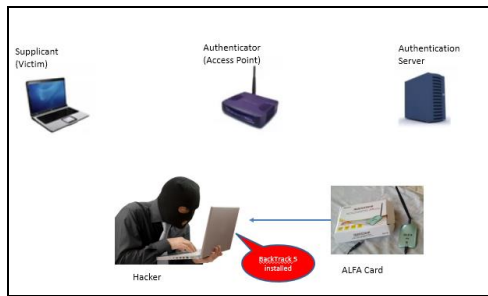 Supplicant
(Victim)
Authenticator
(Access Point)
Authentication
Server
BackTrack 5
installed
Hacker
ALFA Card